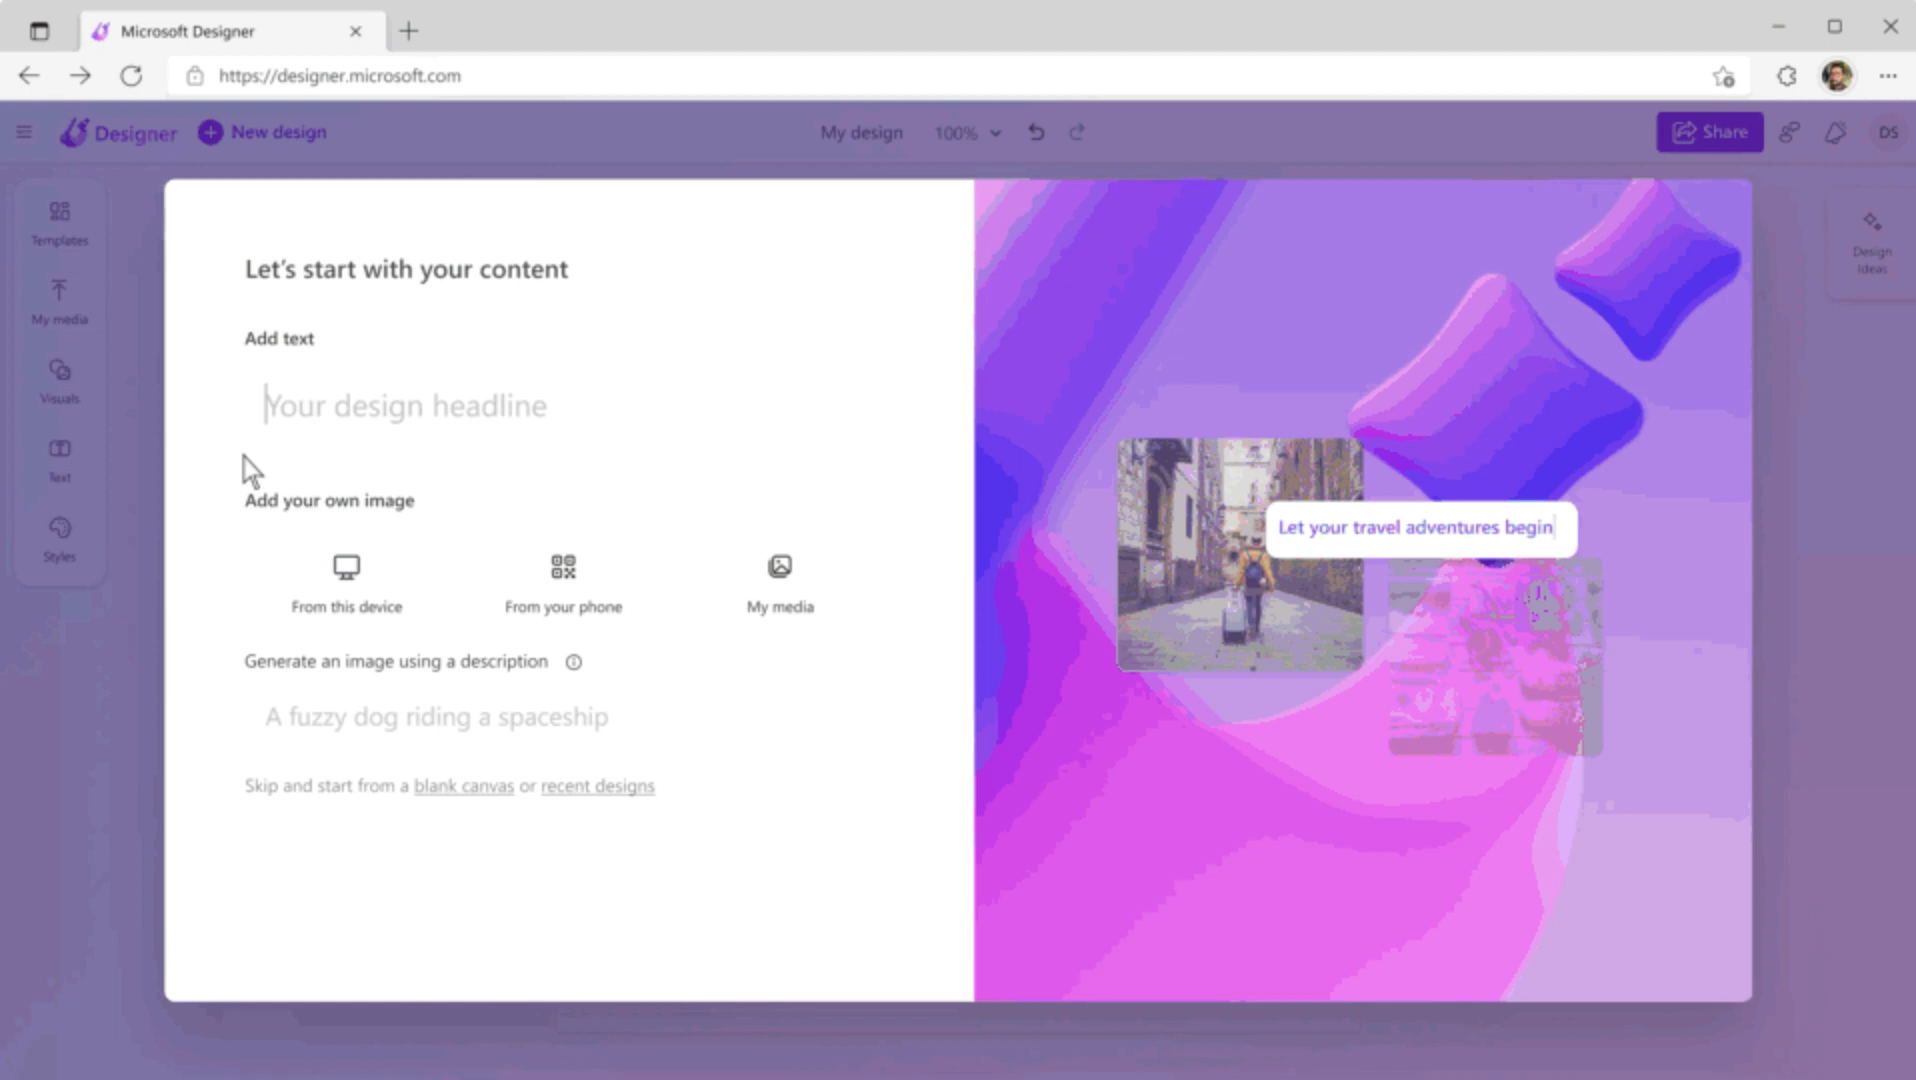 Microsoft Designer
https://designer.microsoft.com
Designer
New design
My design
100%
Share
DS
Templates
My media
Visuals
Text
Styles
Design
Ideas
Let's start with your content
Add text
Your design headline
Add your own image
From this device
From your phone
My media
Generate an image using a description
A fuzzy dog riding a spaceship
Skip and start from a blank canvas or recent designs
Let your travel adventures begin